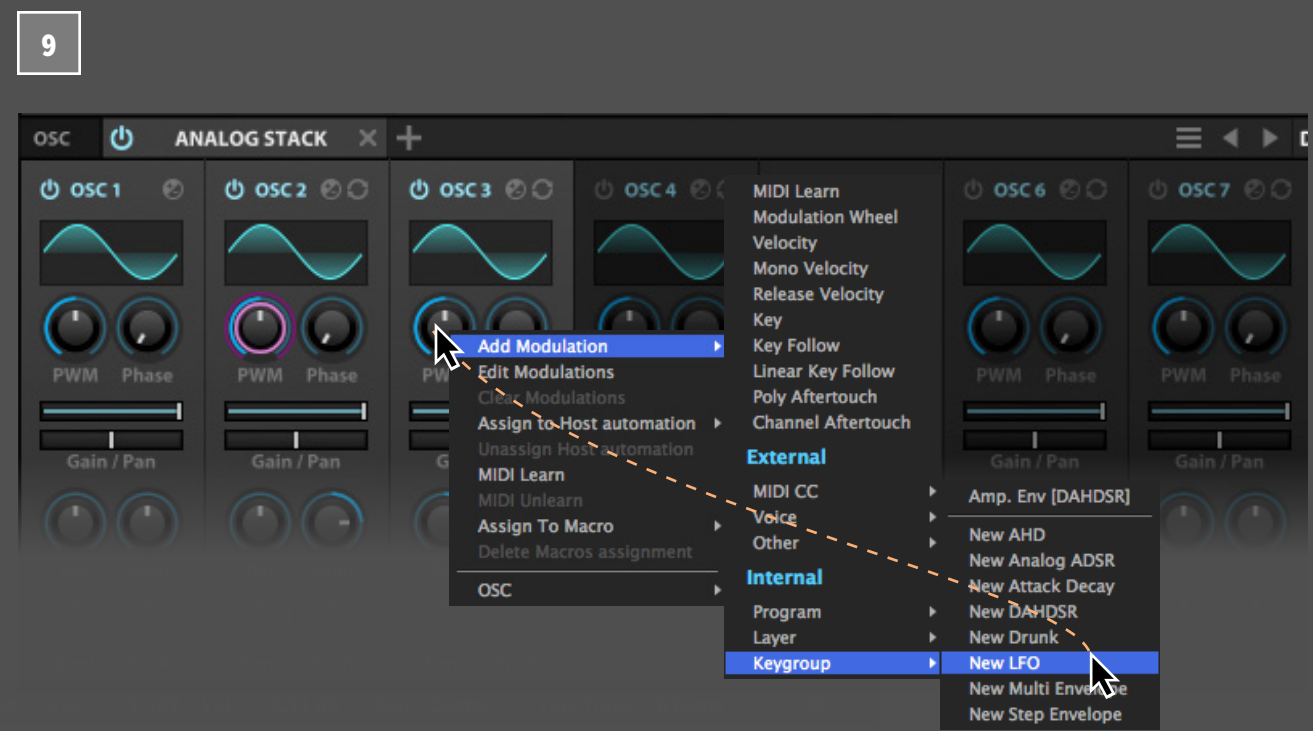 9
OSC ANALOG STACK
OSC 1 OSC 2 OSC 3 OSC 4 OSC 6 OSC 7
PWM Phase PWM Phase PWM Phase PWM Phase
Gain / Pan Gain / Pan Gain / Pan Gain / Pan
Add Modulation
Edit Modulations
Clear Modulations
Assign to Host automation
Unassign Host automation
MIDI Learn
MIDI Unlearn
Assign To Macro
Delete Macros assignment
OSC
MIDI Learn
Modulation Wheel
Velocity
Mono Velocity
Release Velocity
Key
Key Follow
Linear Key Follow
Poly Aftertouch
Channel Aftertouch
External
MIDI CC
Voice
Other
Internal
Program
Layer
Keygroup
Amp. Env [DAHDSR]
New AHD
New Analog ADSR
New Attack Decay
New DAHDSR
New Drunk
New LFO
New Multi Envelope
New Step Envelope